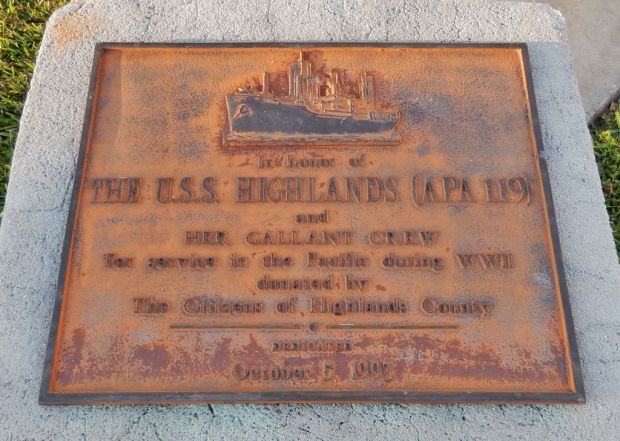 In honor of
THE U.S.S. HIGHLANDS (APA 119)
and
HER GALLANT CREW
For service in the Pacific during WWII
donated by
The Citizens of Highlands County
DEDICATED
October 5, 1993